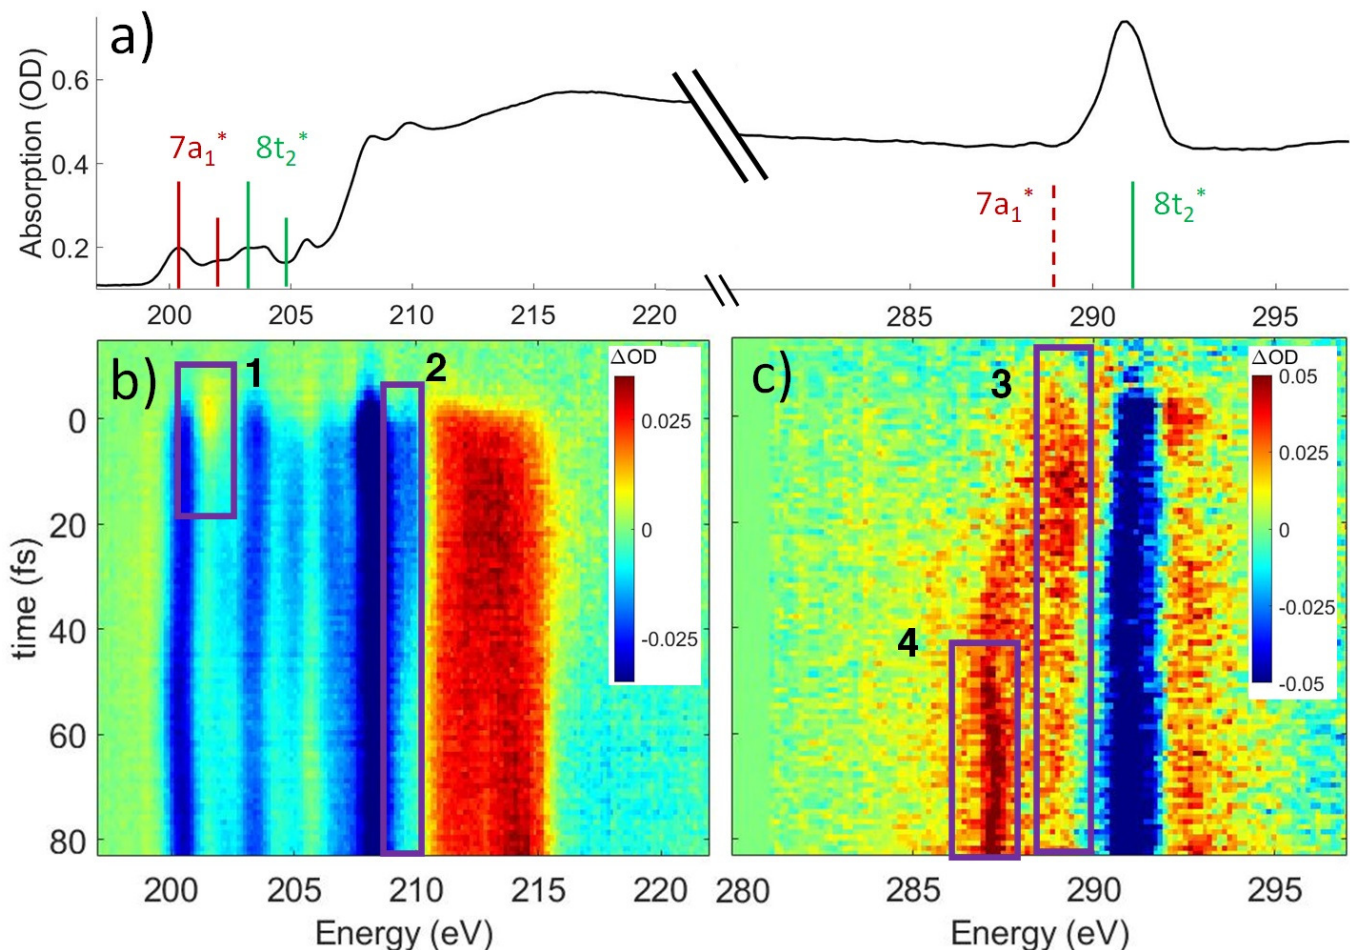 a)
Absorption (OD)
0.6
0.4
0.2
7a₁*
8t₂*
7a₁*
8t₂*
200
205
210
215
220
285
290
295
b)
1
2
ΔOD
0.025
0
-0.025
c)
3
4
ΔOD
0.05
0.025
0
-0.025
-0.05
time (fs)
0
20
40
60
80
200
205
210
215
220
280
285
290
295
Energy (eV)
Energy (eV)